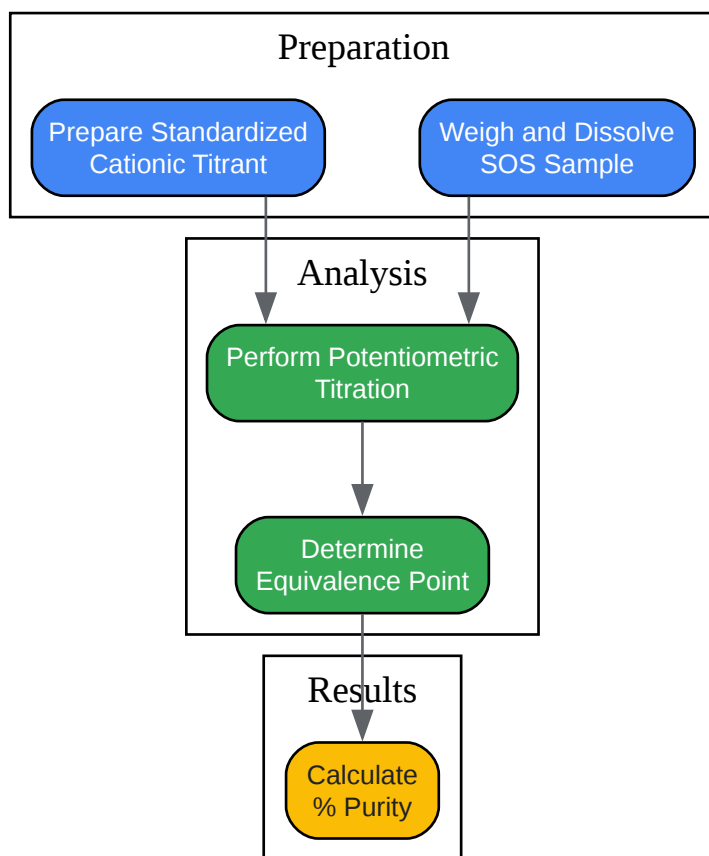 Preparation
Prepare Standardized
Cationic Titrant
Weigh and Dissolve
SOS Sample
Analysis
Perform Potentiometric
Titration
Determine
Equivalence Point
Results
Calculate
% Purity